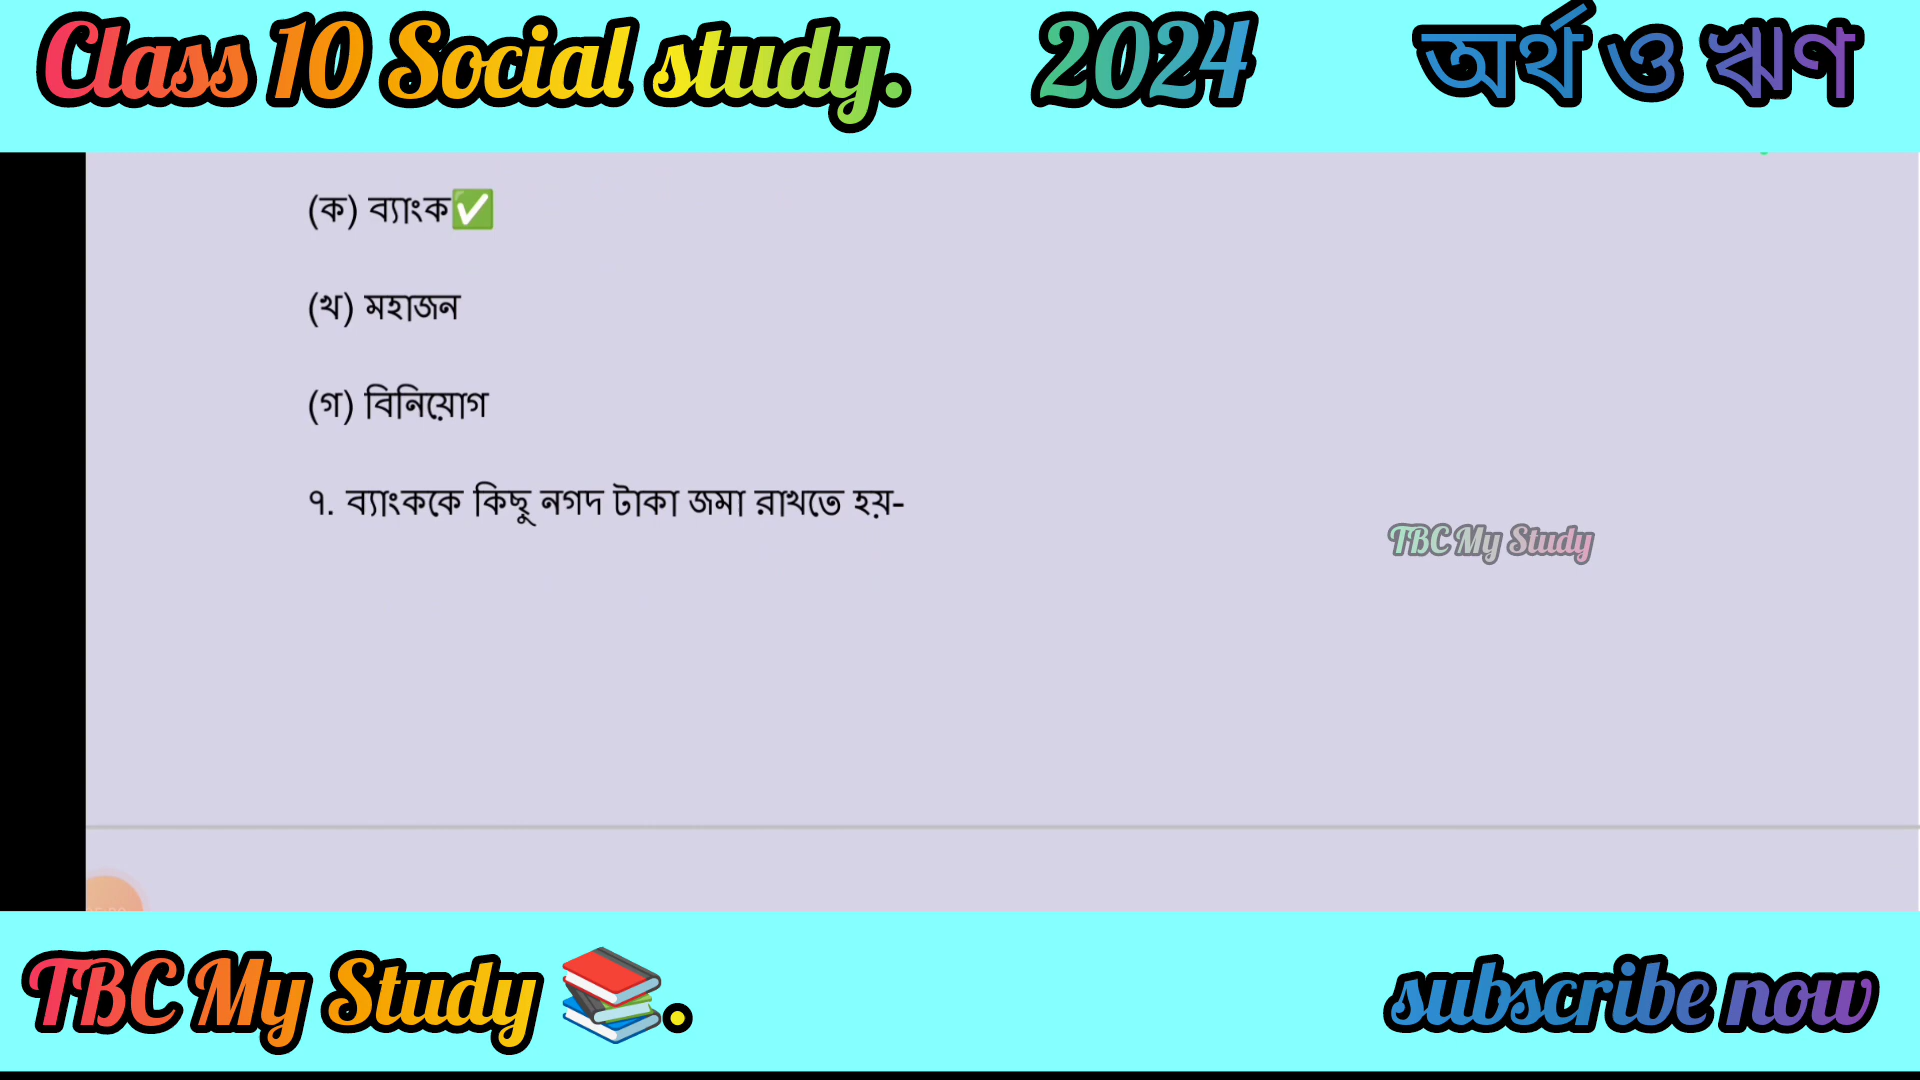 Class 10 Social study. 2024 অর্থ ও ঋণ
(ক) ব্যাংক✅
(খ) মহাজন
(গ) বিনিয়োগ
৭. ব্যাংককে কিছু নগদ টাকা জমা রাখতে হয়-
TBC My Study
TBC My Study 📚. subscribe now